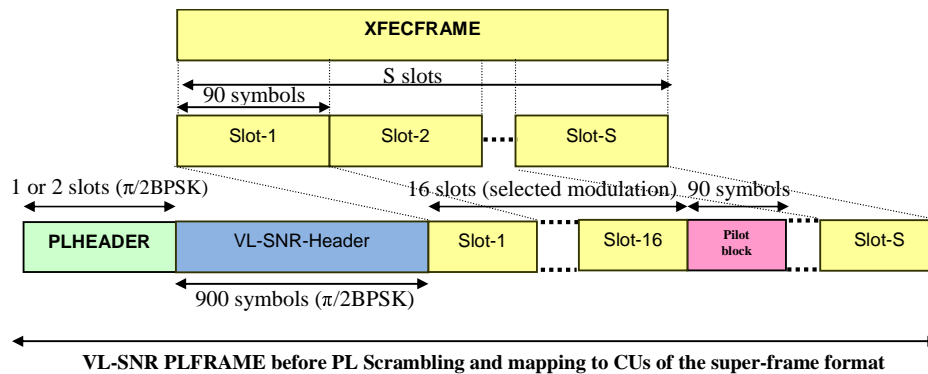 XFECFRAME
S slots
90 symbols
Slot-1
Slot-2
Slot-S
1 or 2 slots (π/2BPSK)
16 slots (selected modulation)
90 symbols
PLHEADER
VL-SNR-Header
Slot-1
Slot-16
Pilot
block
Slot-S
900 symbols (π/2BPSK)
VL-SNR PLFRAME before PL Scrambling and mapping to CUs of the super-frame format